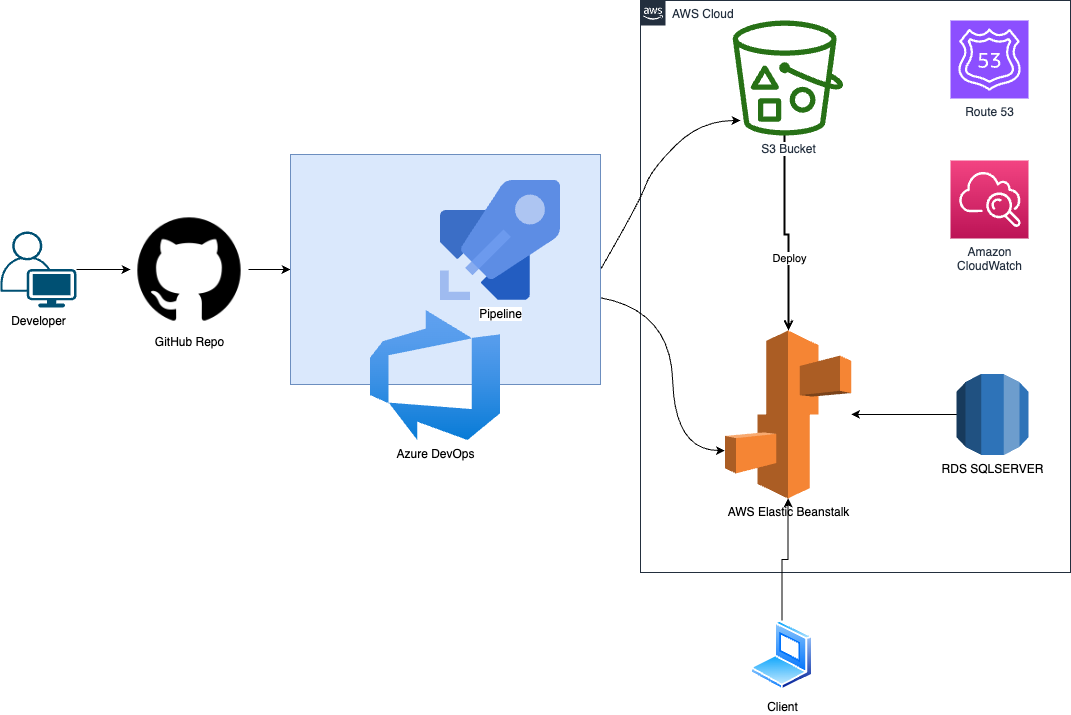 aws
AWS Cloud
53
Route 53
S3 Bucket
Amazon
CloudWatch
Deploy
Developer
GitHub Repo
Pipeline
Azure DevOps
RDS SQLSERVER
AWS Elastic Beanstalk
Client